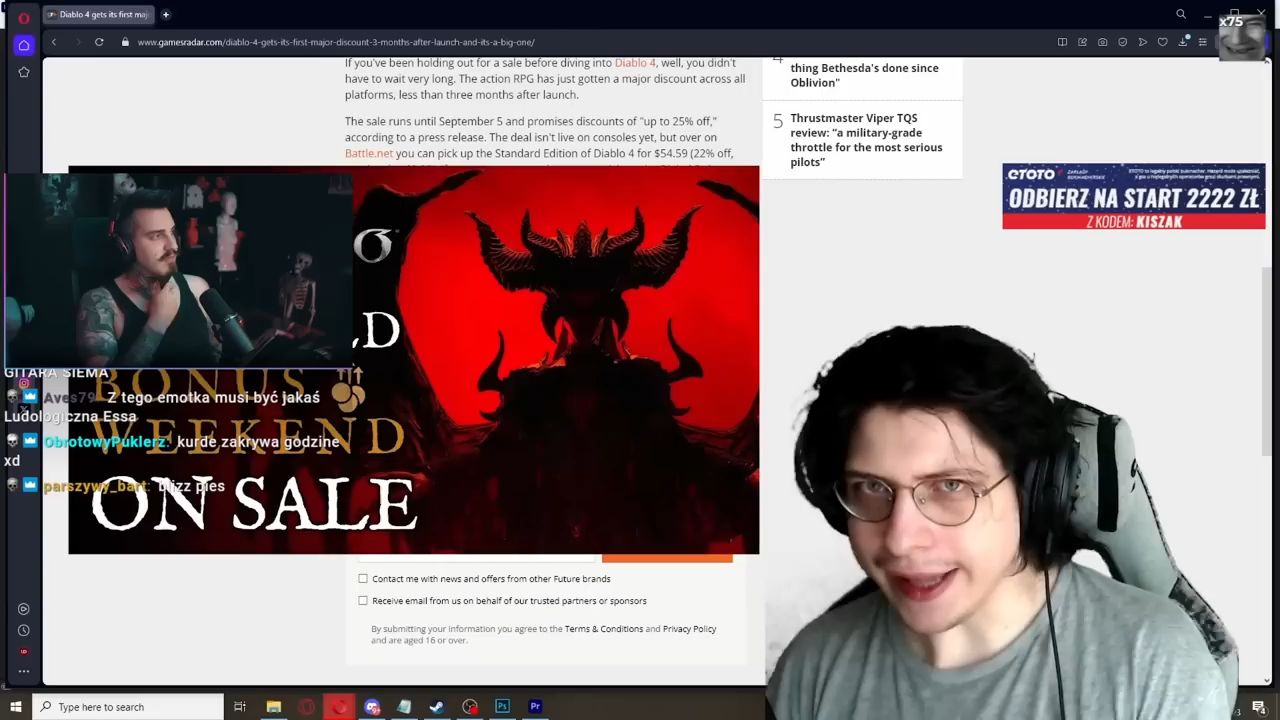 Diablo 4 gets its first maj
x75
www.gamesradar.com/diablo-4-gets-its-first-major-discount-3-months-after-launch-and-its-a-big-one/
If you've been holding out for a sale before diving into Diablo 4, well, you didn't
have to wait very long. The action RPG has just gotten a major discount across all
platforms, less than three months after launch.
The sale runs until September 5 and promises discounts of "up to 25% off,"
according to a press release. The deal isn't live on consoles yet, but over on
Battle.net you can pick up the Standard Edition of Diablo 4 for $54.59 (22% off,
thing Bethesda's done since
Oblivion"
5
Thrustmaster Viper TQS
review: "a military-grade
throttle for the most serious
pilots"
ETOTO
ZAKŁADY
BUKMACHERSKIE
ODBIERZ NA START 2222 ZŁ
Z KODEM: KISZAK
O
D
BONUS
WEEKEND
ON SALE
GITARA SIEMA
Aves79: Z tego emotka musi być jakaś
Ludologiczna Essa
ObrotowyPuklerz: kurde zakrywa godzine
xd
parszywy_bart: blizz pies
Contact me with news and offers from other Future brands
Receive email from us on behalf of our trusted partners or sponsors
By submitting your information you agree to the Terms & Conditions and Privacy Policy
and are aged 16 or over.
Type here to search
Ps
Pr